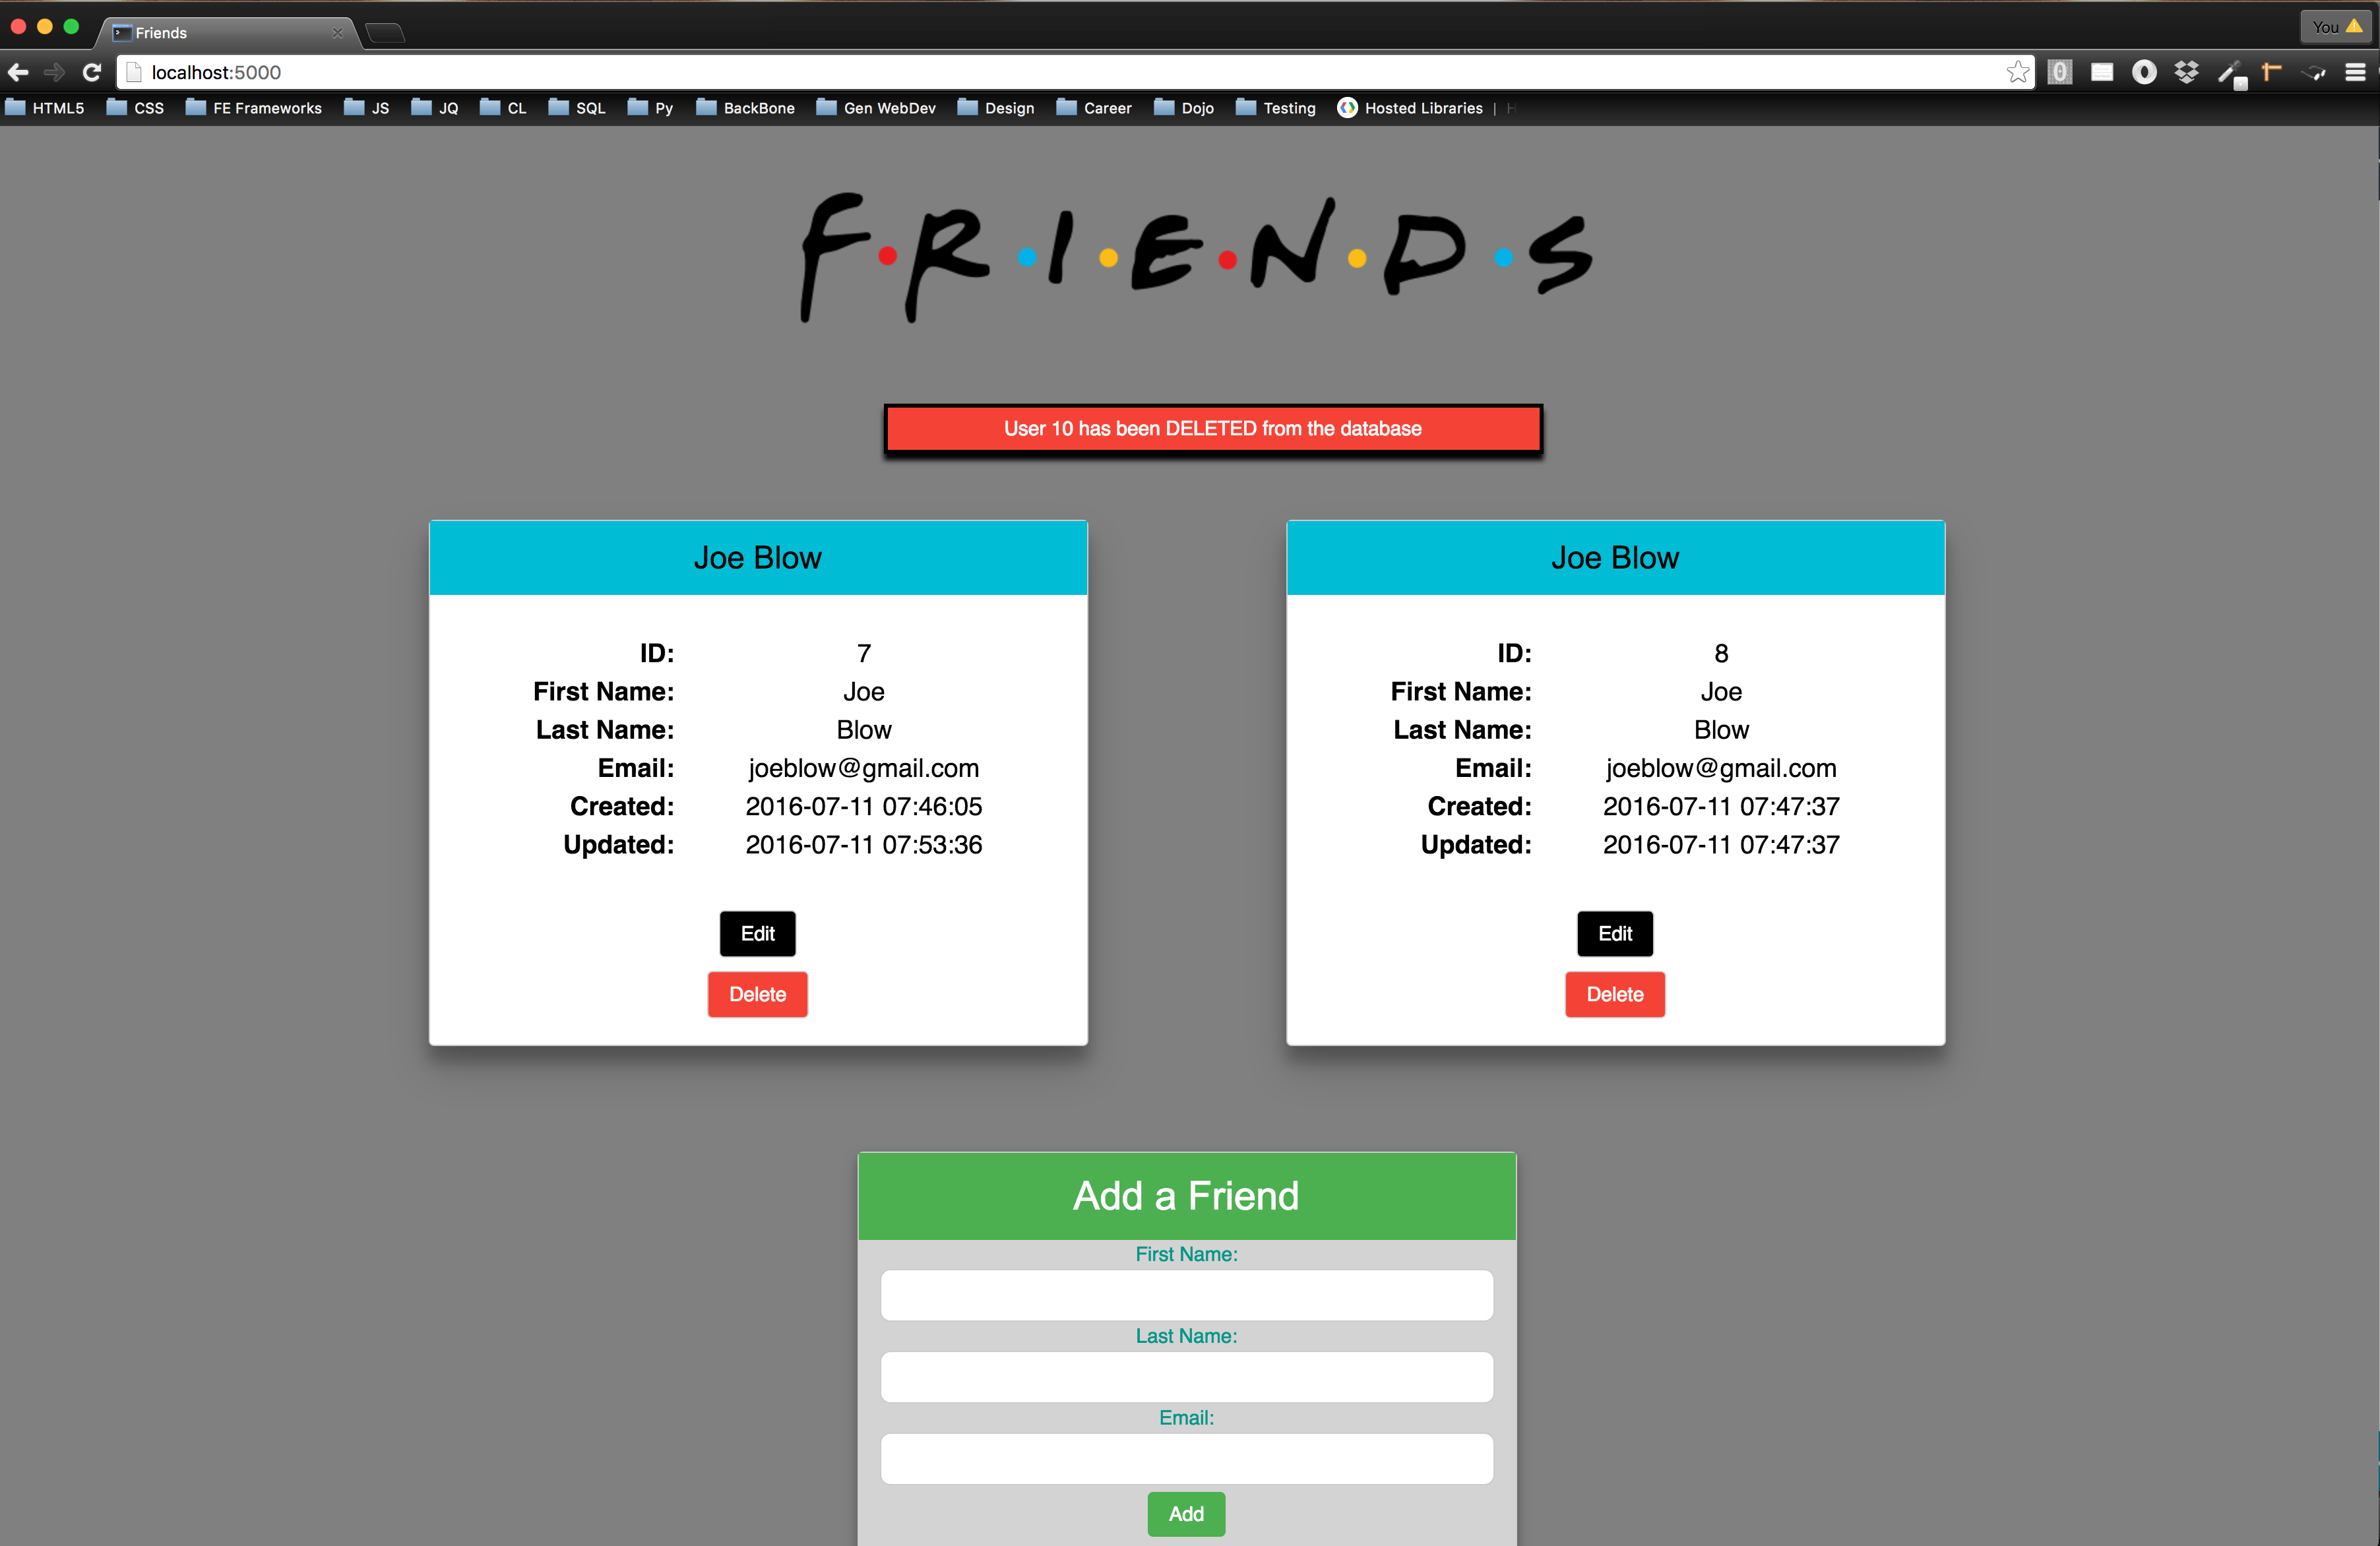 Friends
You
localhost:5000
HTML5 CSS FE Frameworks JS JQ CL SQL Py BackBone Gen WebDev Design Career Dojo Testing Hosted Libraries |
F•R•I•E•N•D•S
User 10 has been DELETED from the database
Joe Blow
ID: 7
First Name: Joe
Last Name: Blow
Email: joeblow@gmail.com
Created: 2016-07-11 07:46:05
Updated: 2016-07-11 07:53:36
Edit
Delete
Joe Blow
ID: 8
First Name: Joe
Last Name: Blow
Email: joeblow@gmail.com
Created: 2016-07-11 07:47:37
Updated: 2016-07-11 07:47:37
Edit
Delete
Add a Friend
First Name:
Last Name:
Email:
Add